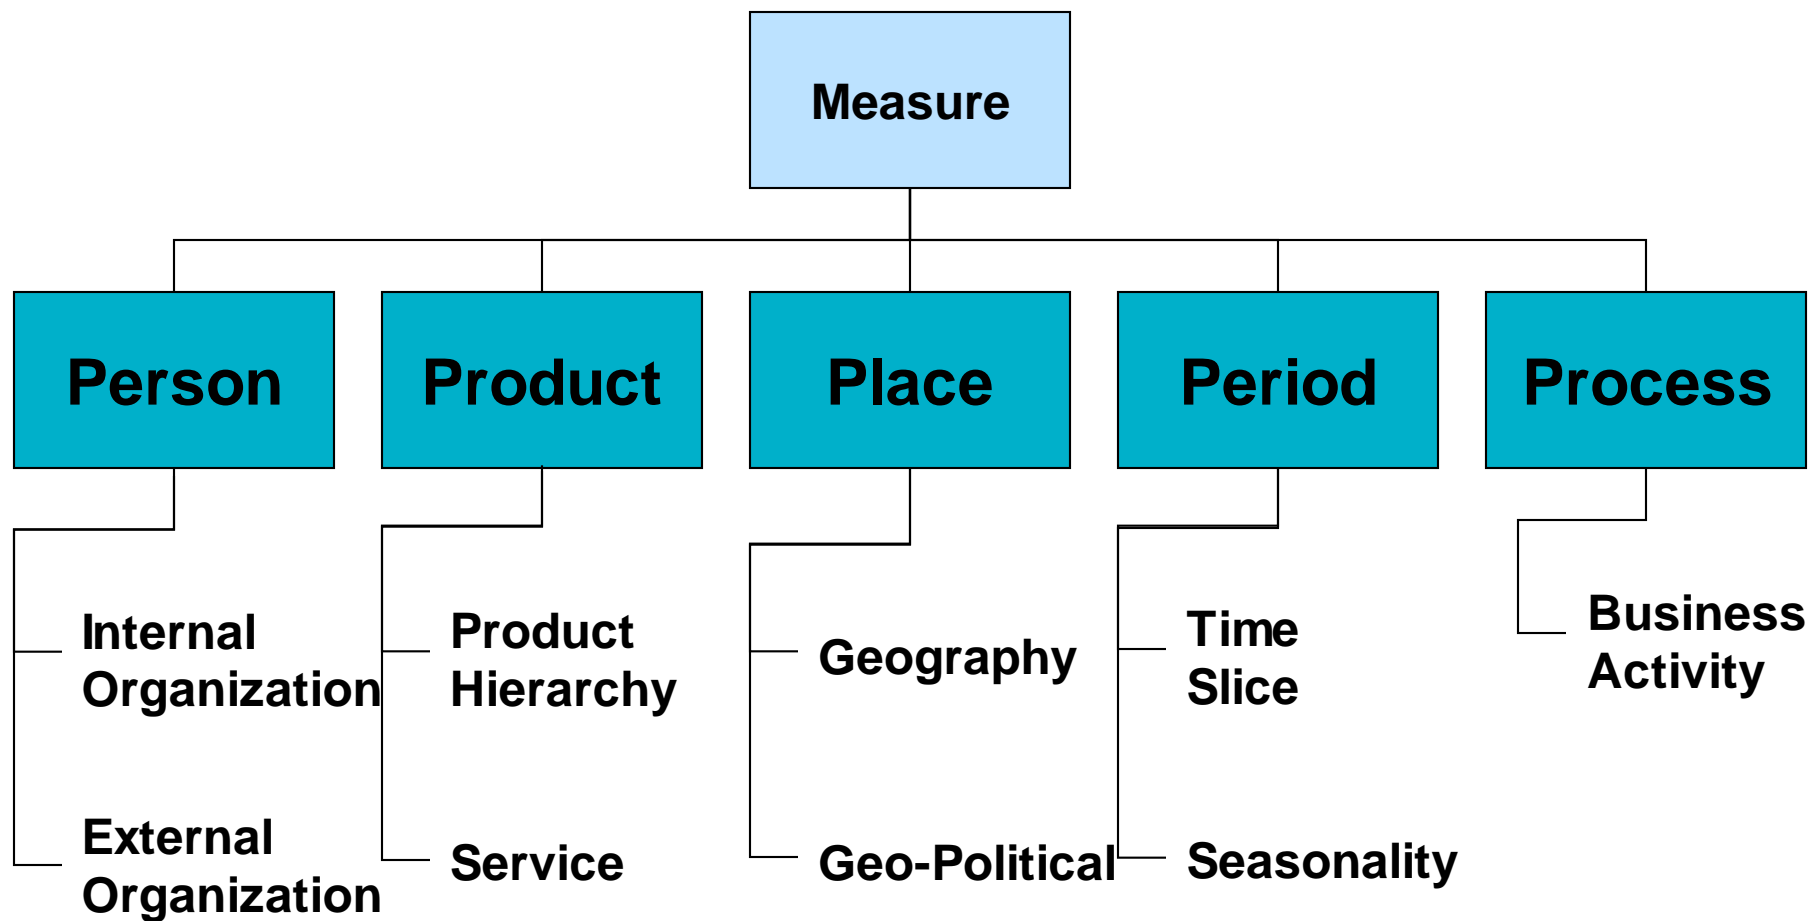 Measure
Person
Product
Place
Period
Process
Internal
Organization
External
Organization
Product
Hierarchy
Service
Geography
Geo-Political
Time
Slice
Seasonality
Business
Activity